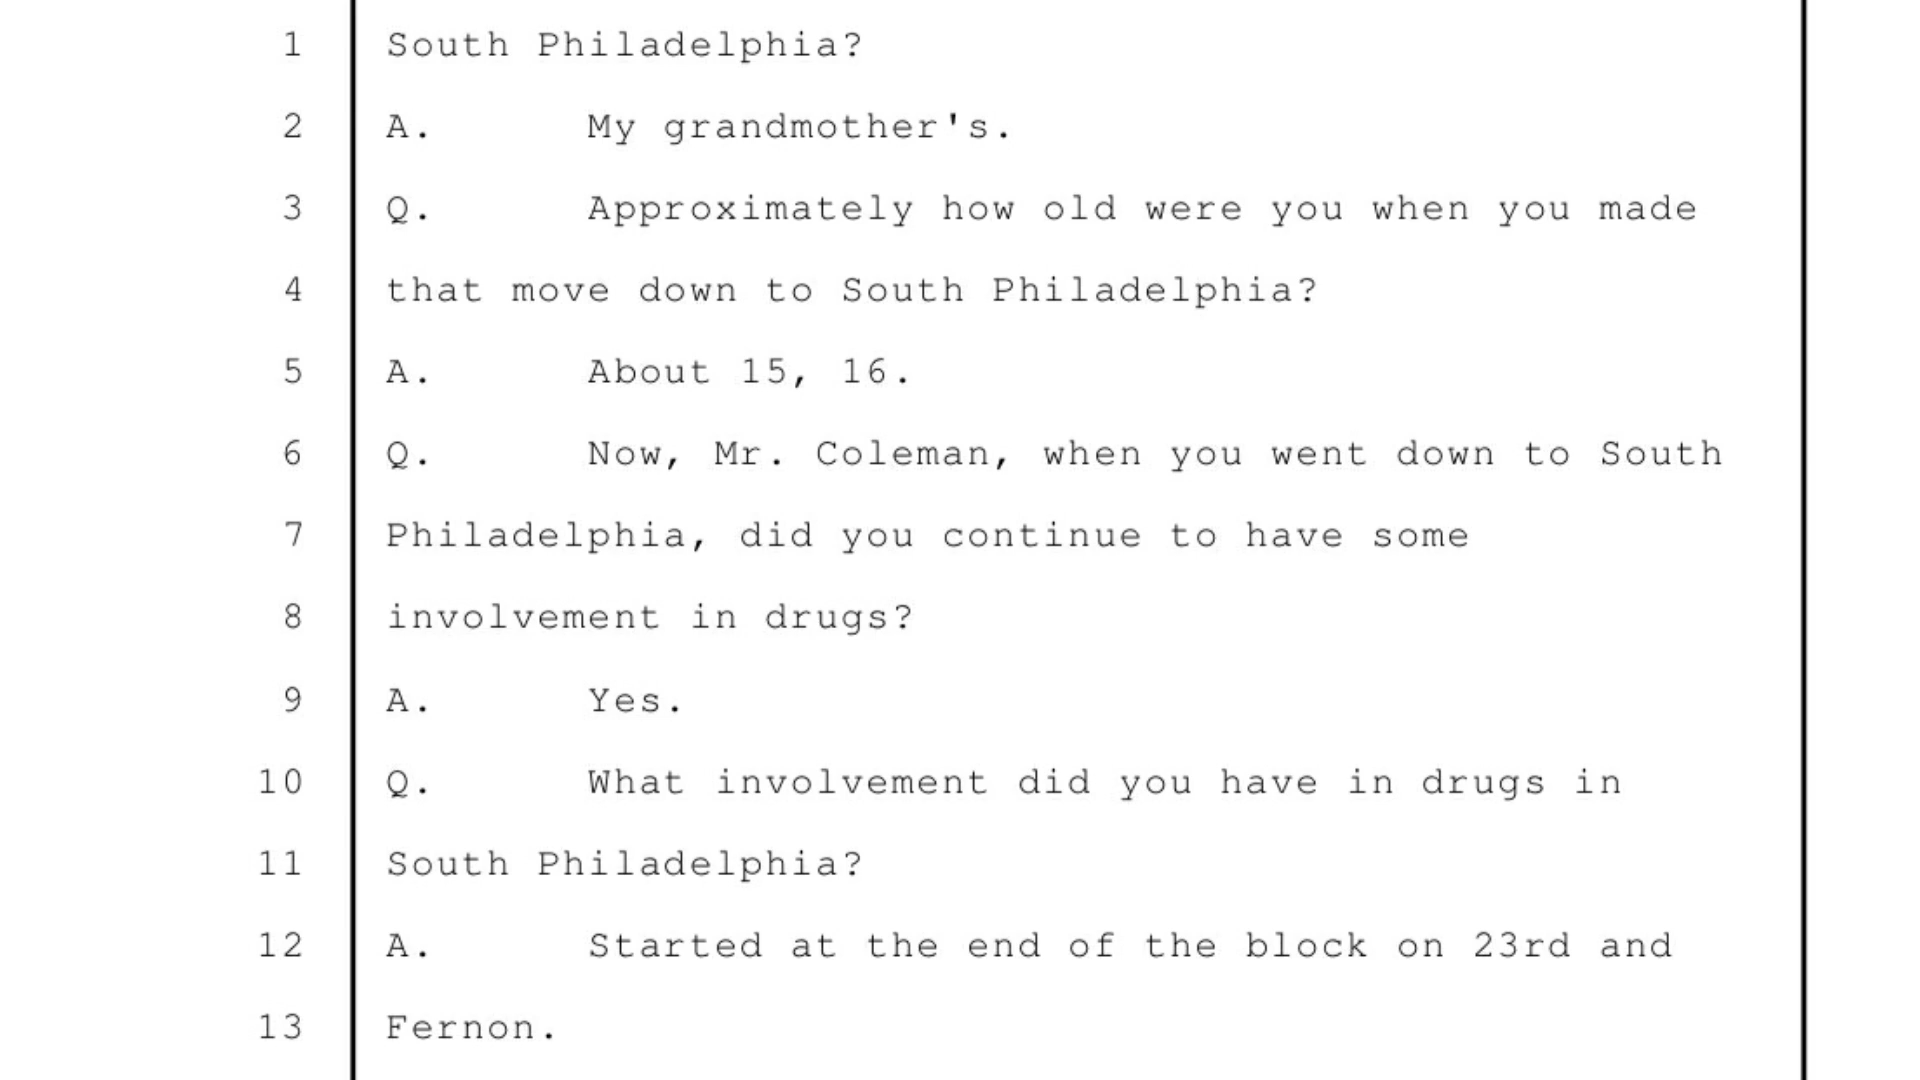 1 South Philadelphia?
2 A. My grandmother's.
3 Q. Approximately how old were you when you made
4 that move down to South Philadelphia?
5 A. About 15, 16.
6 Q. Now, Mr. Coleman, when you went down to South
7 Philadelphia, did you continue to have some
8 involvement in drugs?
9 A. Yes.
10 Q. What involvement did you have in drugs in
11 South Philadelphia?
12 A. Started at the end of the block on 23rd and
13 Fernon.